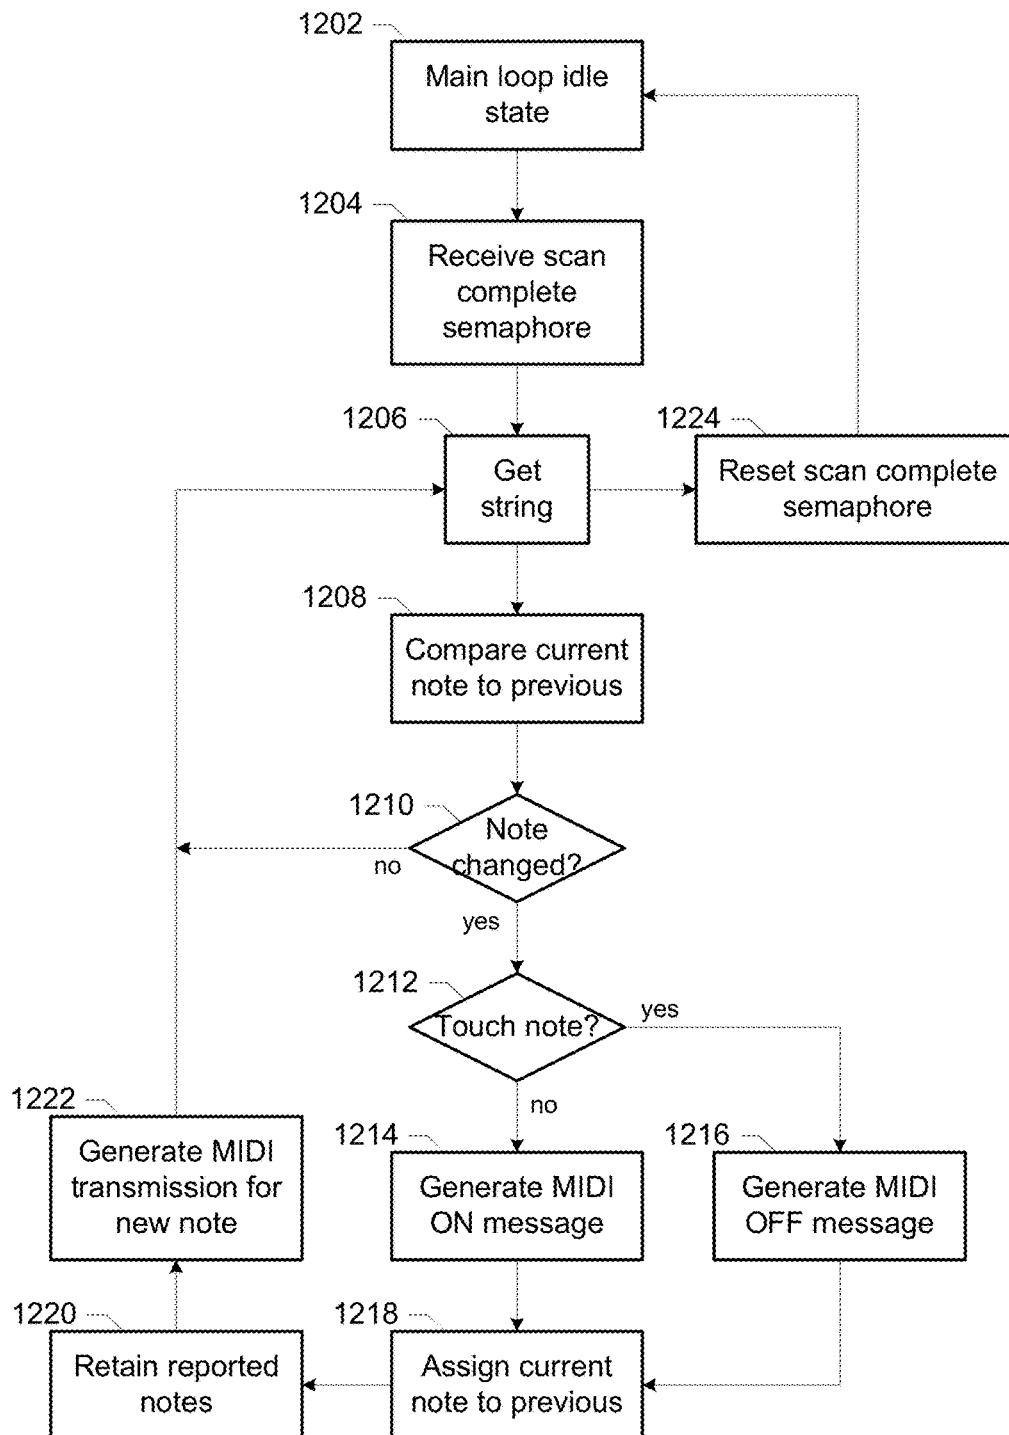 1202
Main loop idle
state
1204
Receive scan
complete
semaphore
1206
Get
string
1224
Reset scan complete
semaphore
1208
Compare current
note to previous
1210
Note
changed?
no
yes
1212
Touch note?
yes
no
1222
Generate MIDI
transmission for
new note
1214
Generate MIDI
ON message
1216
Generate MIDI
OFF message
1220
Retain reported
notes
1218
Assign current
note to previous